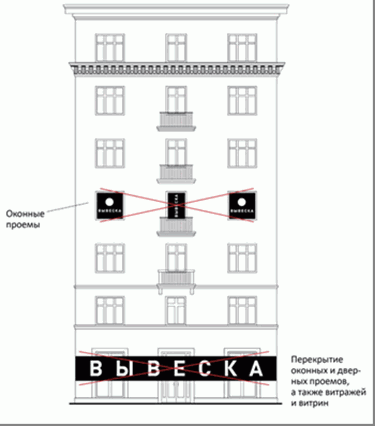 ВЫВЕСКА
ВЫВЕСКА
ВЫВЕСКА
Оконные
проемы
ВЫВЕСКА
Перекрытие
оконных и двер-
ных проемов,
а также витражей
и витрин